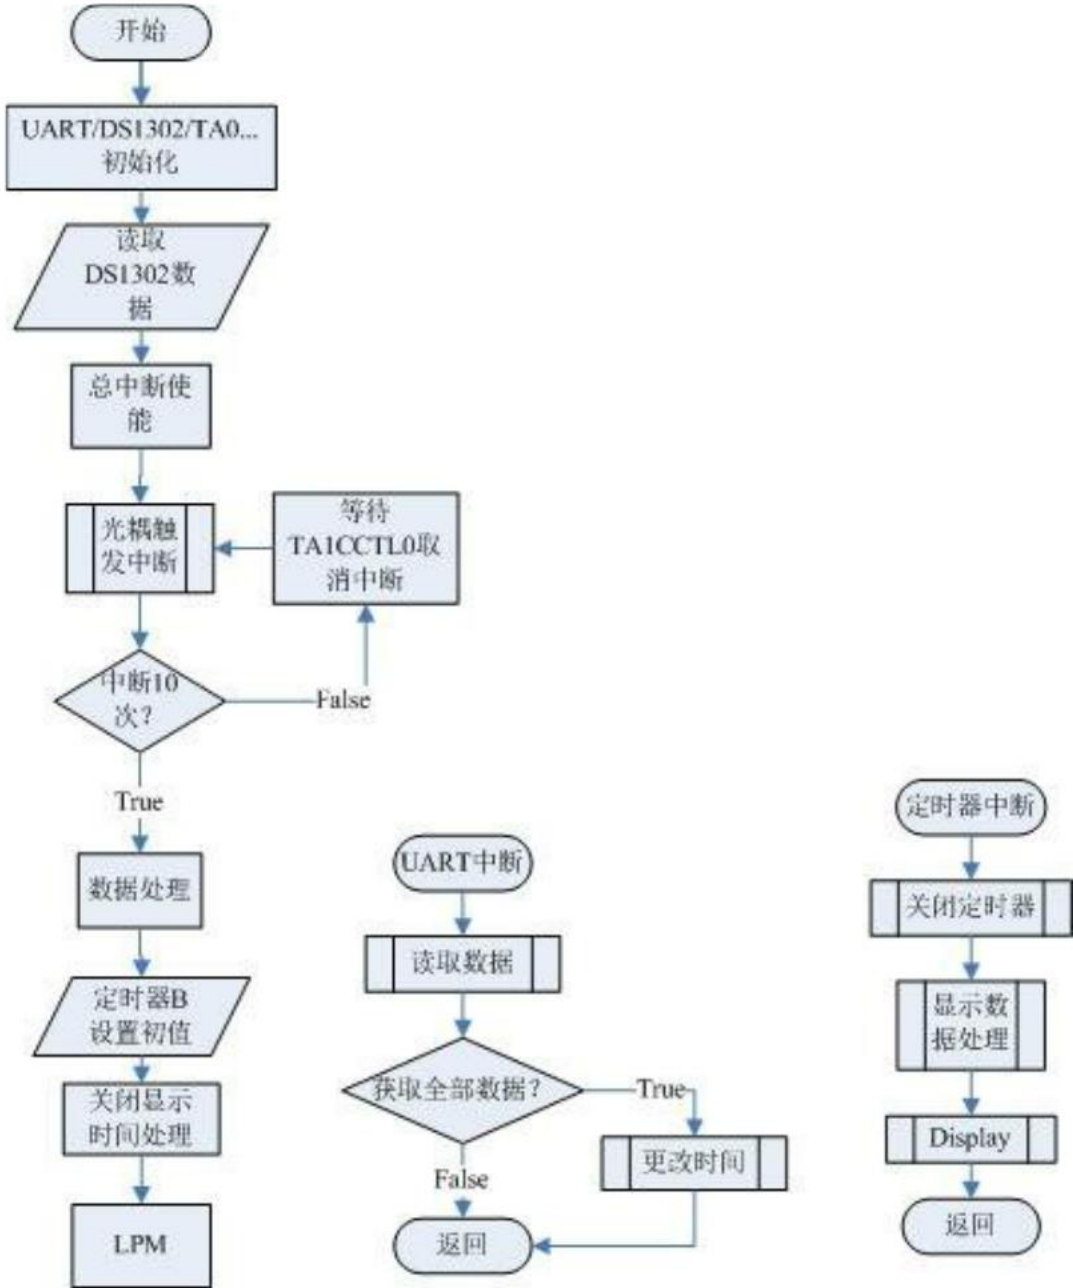 开始
UART/DS1302/TA0...
初始化
读取
DS1302数
据
总中断使
能
光耦触
发中断
等待
TA1CCTL0取
消中断
中断10
次?
False
True
数据处理
定时器B
设置初值
关闭显示
时间处理
LPM
UART中断
读取数据
获取全部数据?
True
更改时间
False
返回
定时器中断
关闭定时器
显示数
据处理
Display
返回